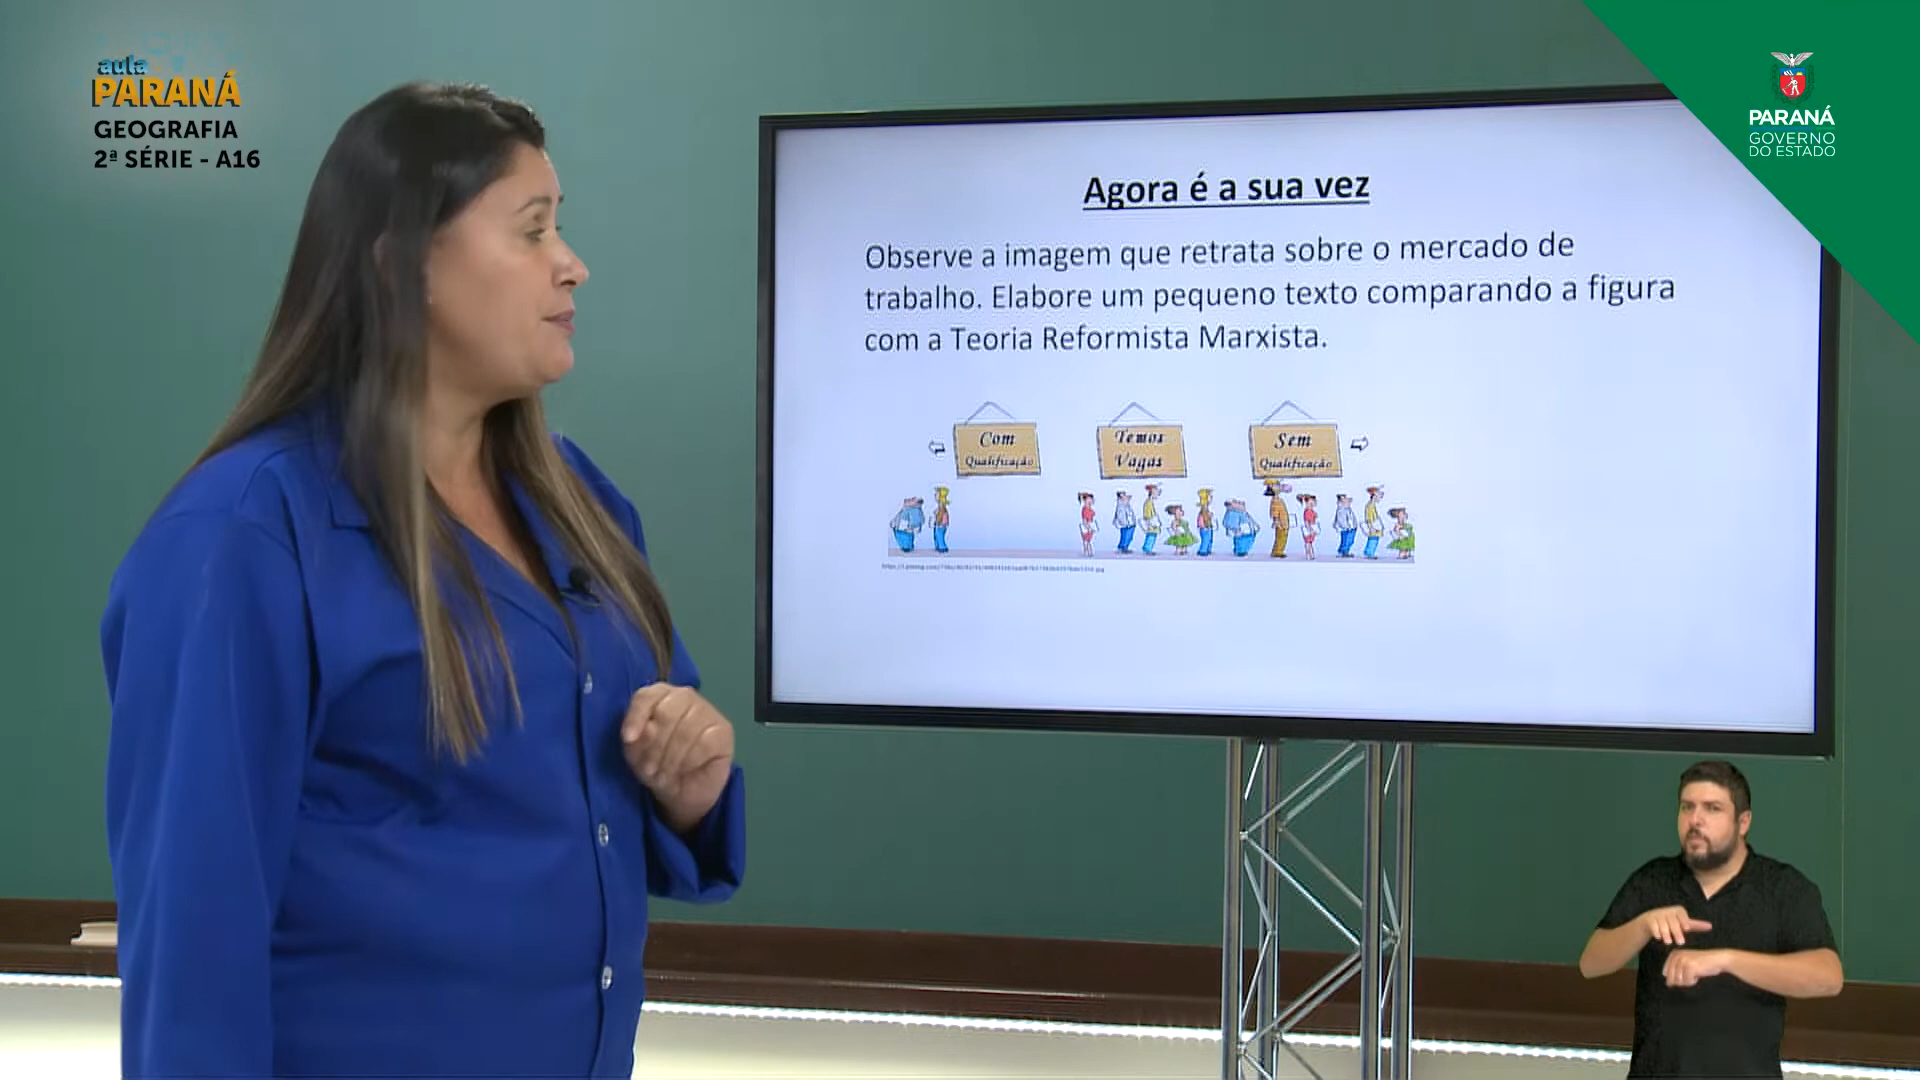 aula
PARANÁ
GEOGRAFIA
2ª SÉRIE - A16
PARANÁ
GOVERNO
DO ESTADO
Agora é a sua vez
Observe a imagem que retrata sobre o mercado de
trabalho. Elabore um pequeno texto comparando a figura
com a Teoria Reformista Marxista.
Com
Qualificação
Temos
Vagas
Sem
Qualificação